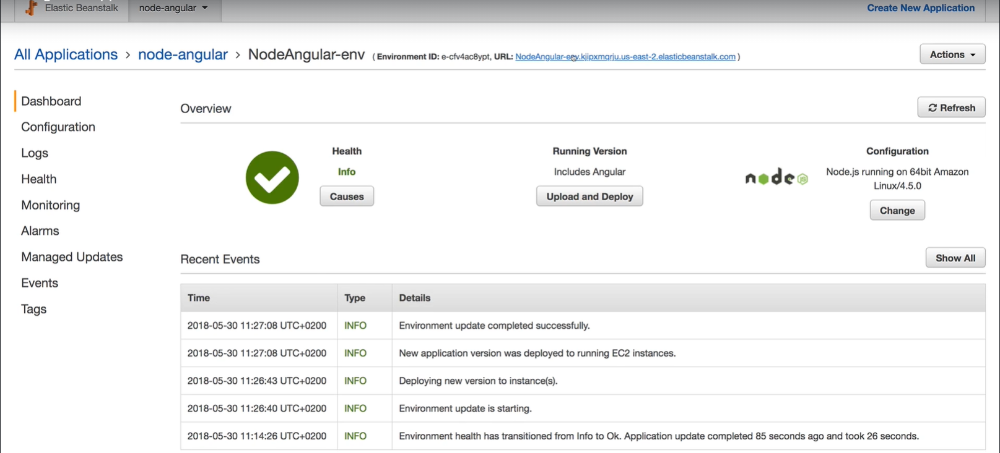 Elastic Beanstalk node-angular Create New Application
All Applications > node-angular > NodeAngular-env ( Environment ID: e-cfv4ac8ypt, URL: NodeAngular-env.kjipxmqrju.us-east-2.elasticbeanstalk.com ) Actions
Dashboard
Configuration
Logs
Health
Monitoring
Alarms
Managed Updates
Events
Tags
Overview Refresh
Health
Info
Causes
Running Version
Includes Angular
Upload and Deploy
node JS
Configuration
Node.js running on 64bit Amazon
Linux/4.5.0
Change
Recent Events Show All
Time Type Details
2018-05-30 11:27:08 UTC+0200 INFO Environment update completed successfully.
2018-05-30 11:27:08 UTC+0200 INFO New application version was deployed to running EC2 instances.
2018-05-30 11:26:43 UTC+0200 INFO Deploying new version to instance(s).
2018-05-30 11:26:40 UTC+0200 INFO Environment update is starting.
2018-05-30 11:14:26 UTC+0200 INFO Environment health has transitioned from Info to Ok. Application update completed 85 seconds ago and took 26 seconds.